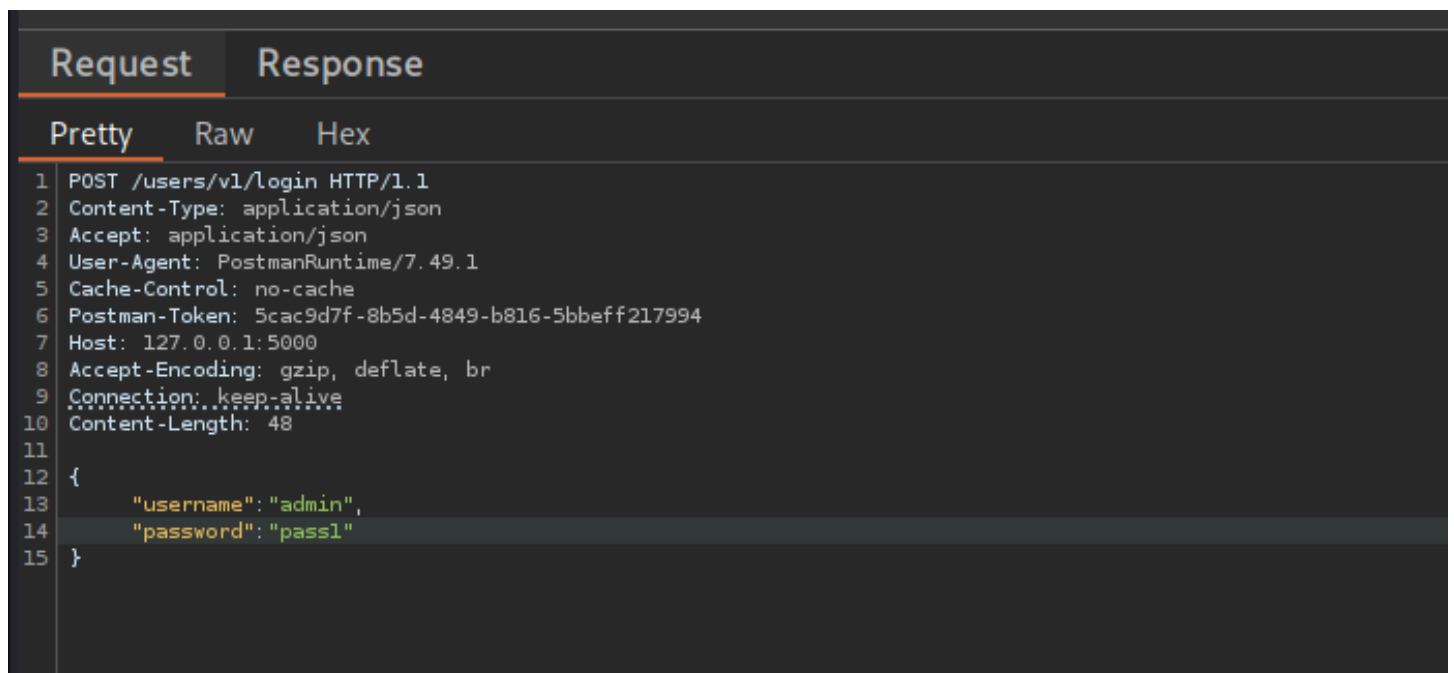 Request Response
Pretty Raw Hex
1 POST /users/v1/login HTTP/1.1
2 Content-Type: application/json
3 Accept: application/json
4 User-Agent: PostmanRuntime/7.49.1
5 Cache-Control: no-cache
6 Postman-Token: 5cac9d7f-8b5d-4849-b816-5bbeff217994
7 Host: 127.0.0.1:5000
8 Accept-Encoding: gzip, deflate, br
9 Connection: keep-alive
10 Content-Length: 48
11
12 {
13 "username":"admin",
14 "password":"pass1"
15 }